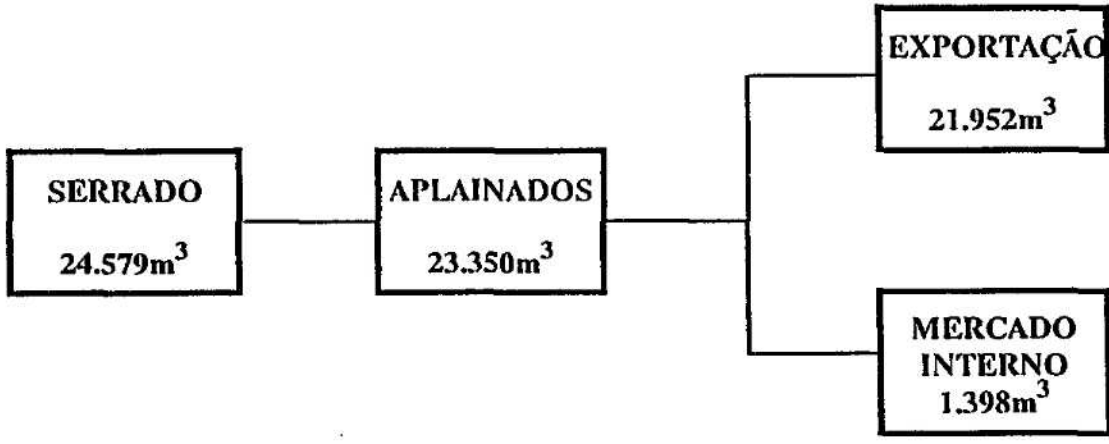 SERRADO
24.579m³
APLAINADOS
23.350m³
EXPORTAÇÃO
21.952m³
MERCADO
INTERNO
1.398m³